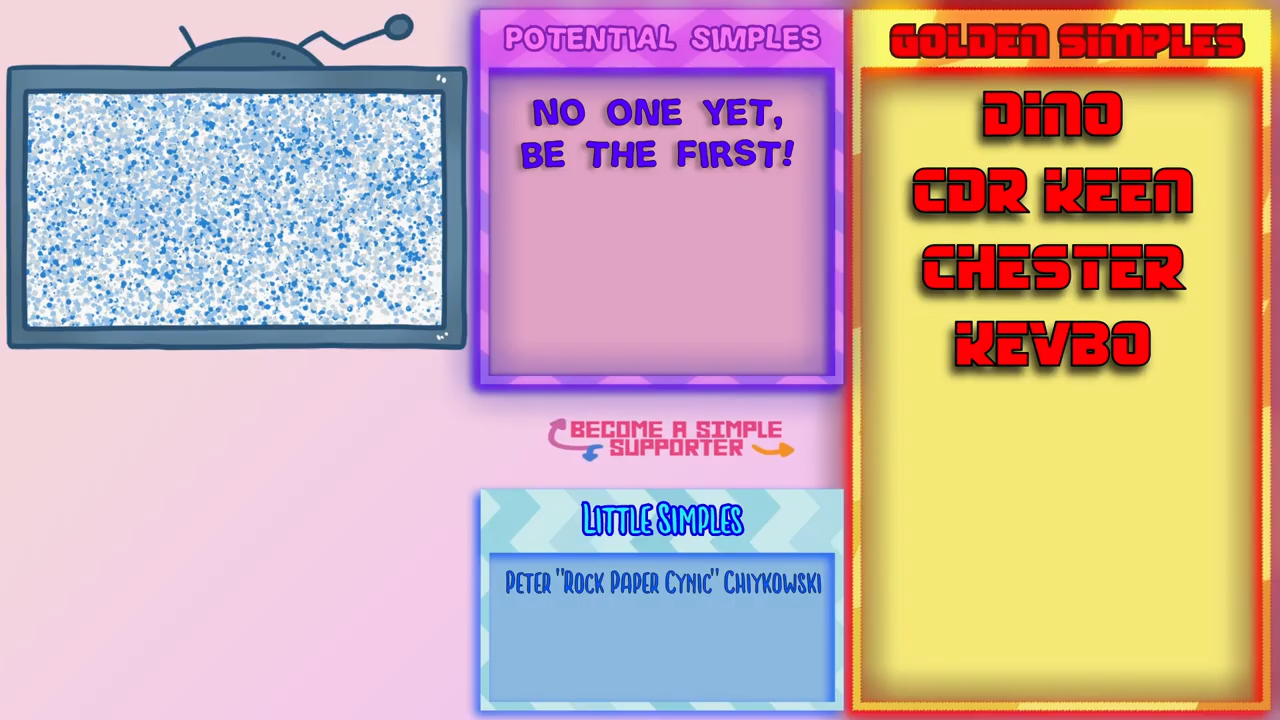 POTENTIAL SIMPLES
NO ONE YET,
BE THE FIRST!
BECOME A SIMPLE
SUPPORTER
LITTLE SIMPLES
PETER "ROCK PAPER CYNIC" CHIYKOWSKI
GOLDEN SIMPLES
DINO
CDR KEEN
CHESTER
KEVBO